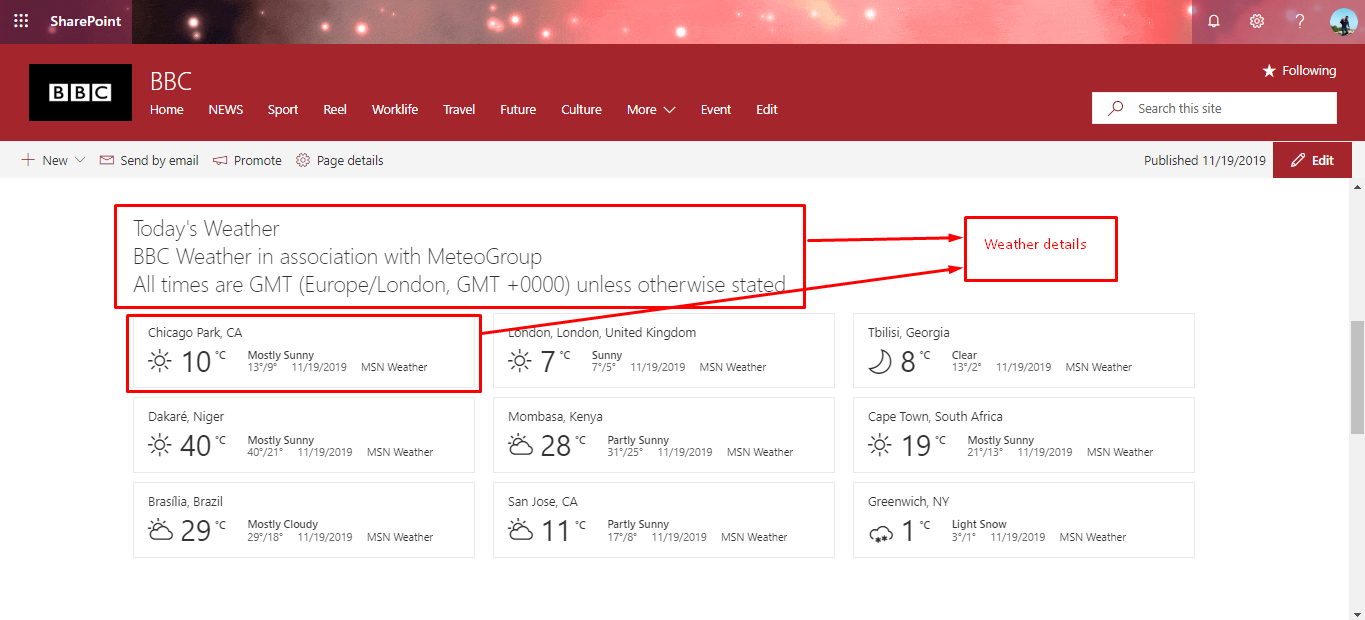 SharePoint
?
BBC
BBC
Following
Home NEWS Sport Reel Worklife Travel Future Culture More Event Edit
Search this site
New Send by email Promote Page details
Published 11/19/2019 Edit
Today's Weather
BBC Weather in association with MeteoGroup
All times are GMT (Europe/London, GMT +0000) unless otherwise stated
Weather details
Chicago Park, CA
10 °C Mostly Sunny
13°/9° 11/19/2019 MSN Weather
London, London, United Kingdom
7 °C Sunny
7°/5° 11/19/2019 MSN Weather
Tbilisi, Georgia
8 °C Clear
13°/2° 11/19/2019 MSN Weather
Dakaré, Niger
40 °C Mostly Sunny
40°/21° 11/19/2019 MSN Weather
Mombasa, Kenya
28 °C Partly Sunny
31°/25° 11/19/2019 MSN Weather
Cape Town, South Africa
19 °C Mostly Sunny
21°/13° 11/19/2019 MSN Weather
Brasília, Brazil
29 °C Mostly Cloudy
29°/18° 11/19/2019 MSN Weather
San Jose, CA
11 °C Partly Sunny
17°/8° 11/19/2019 MSN Weather
Greenwich, NY
1 °C Light Snow
3°/1° 11/19/2019 MSN Weather